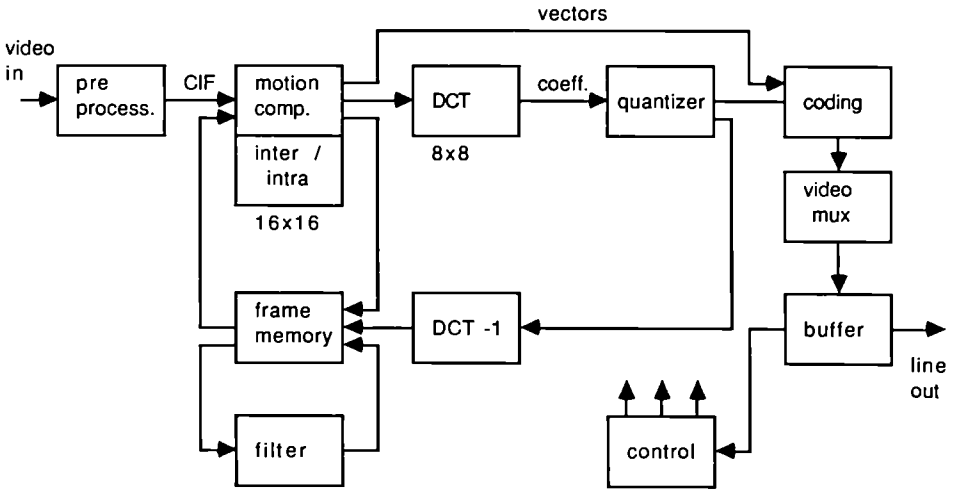 vectors
video
in
pre
process.
CIF
motion
comp.
inter /
intra
16x16
DCT
8x8
coeff.
quantizer
coding
video
mux
frame
memory
DCT -1
buffer
line
out
filter
control